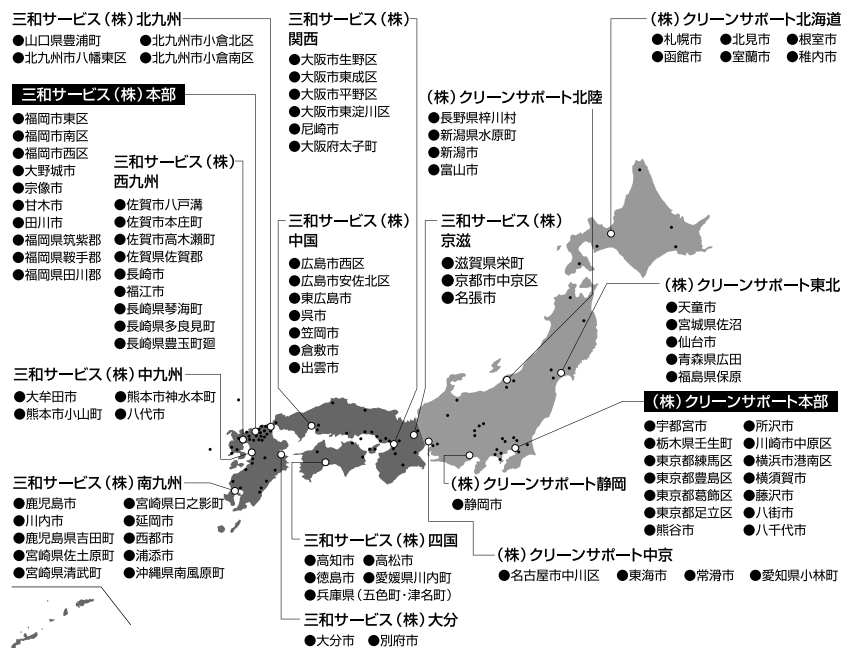 三和サービス(株)北九州
●山口県豊浦町 ●北九州市小倉北区
●北九州市八幡東区 ●北九州市小倉南区
三和サービス(株)本部
●福岡市東区
●福岡市南区
●福岡市西区
●大野城市
●宗像市
●甘木市
●田川市
●福岡県筑紫郡
●福岡県鞍手郡
●福岡県田川郡
三和サービス(株)
西九州
●佐賀市八戸溝
●佐賀市本庄町
●佐賀市高木瀬町
●佐賀県佐賀郡
●長崎市
●福江市
●長崎県琴海町
●長崎県多良見町
●長崎県豊玉町廻
三和サービス(株)中九州
●大牟田市 ●熊本市神水本町
●熊本市小山町 ●八代市
三和サービス(株)南九州
●鹿児島市 ●宮崎県日之影町
●川内市 ●延岡市
●鹿児島県吉田町 ●西都市
●宮崎県佐土原町 ●浦添市
●宮崎県清武町 ●沖縄県南風原町
三和サービス(株)
関西
●大阪市生野区
●大阪市東成区
●大阪市平野区
●大阪市東淀川区
●尼崎市
●大阪府太子町
三和サービス(株)
中国
●広島市西区
●広島市安佐北区
●東広島市
●呉市
●笠岡市
●倉敷市
●出雲市
三和サービス(株)
京滋
●滋賀県栄町
●京都市中京区
●名張市
(株)クリーンサポート北陸
●長野県梓川村
●新潟県水原町
●新潟市
●富山市
(株)クリーンサポート北海道
●札幌市 ●北見市 ●根室市
●函館市 ●室蘭市 ●稚内市
(株)クリーンサポート東北
●天童市
●宮城県佐沼
●仙台市
●青森県広田
●福島県保原
(株)クリーンサポート本部
●宇都宮市 ●所沢市
●栃木県壬生町 ●川崎市中原区
●東京都練馬区 ●横浜市港南区
●東京都豊島区 ●横須賀市
●東京都葛飾区 ●藤沢市
●東京都足立区 ●八街市
●熊谷市 ●八千代市
(株)クリーンサポート静岡
●静岡市
(株)クリーンサポート中京
●名古屋市中川区 ●東海市 ●常滑市 ●愛知県小林町
三和サービス(株)四国
●高知市 ●高松市
●徳島市 ●愛媛県川内町
●兵庫県(五色町・津名町)
三和サービス(株)大分
●大分市 ●別府市